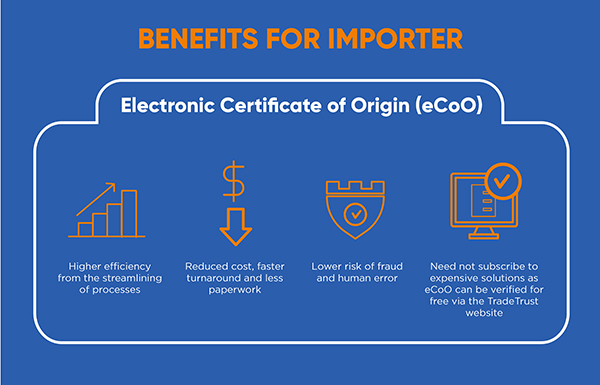 BENEFITS FOR IMPORTER
Electronic Certificate of Origin (eCoO)
Higher efficiency
from the streamlining
of processes
Reduced cost, faster
turnaround and less
paperwork
Lower risk of fraud
and human error
Need not subscribe to
expensive solutions as
eCoO can be verified for
free via the TradeTrust
website